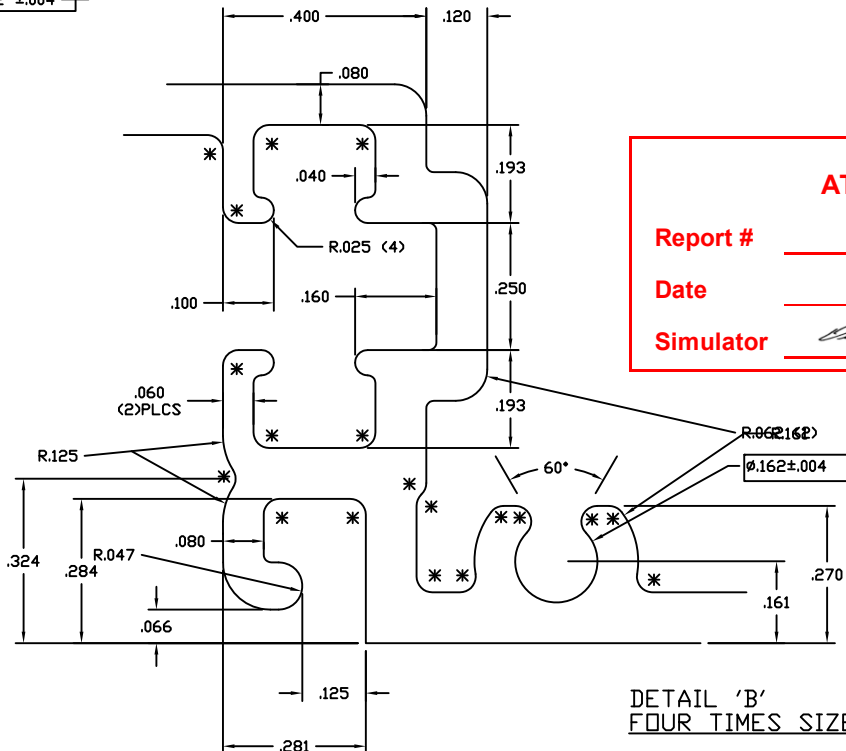 .400
.120
.080
.193
.040
R.025 (4)
.100
.160
.250
.060
(2)PLCS
.193
R.125
60°
ø.162±.004
.324
.284
.080
R.047
.066
.270
.161
.125
.281
DETAIL 'B'
FOUR TIMES SIZE
AT
Report #
Date
Simulator